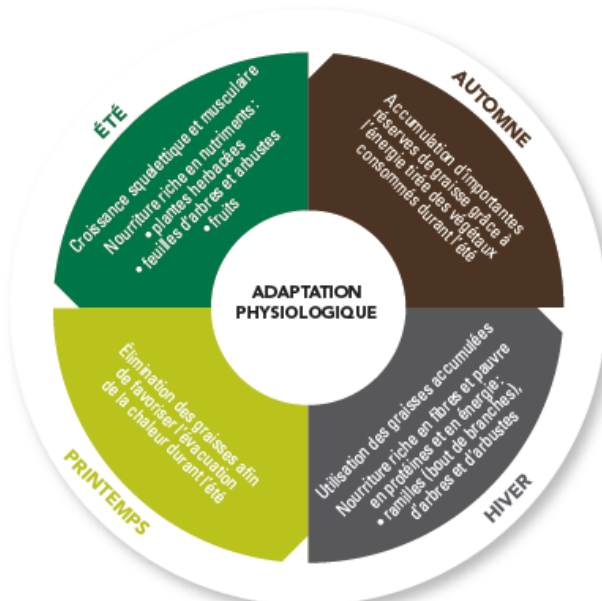 ÉTÉ
Croissance squelettique et musculaire
Nourriture riche en nutriments :
• plantes herbacées
• feuilles d'arbres et arbustes
• fruits
AUTOMNE
Accumulation d'importantes
réserves de graisse grâce à
l'énergie tirée des végétaux
consommés durant l'été
ADAPTATION
PHYSIOLOGIQUE
PRINTEMPS
Élimination des graisses afin
de favoriser l'évacuation
de la chaleur durant l'été
HIVER
Utilisation des graisses accumulées
Nourriture riche en fibres et pauvre
en protéines et en énergie :
• ramilles (bout de branches),
d'arbres et d'arbustes